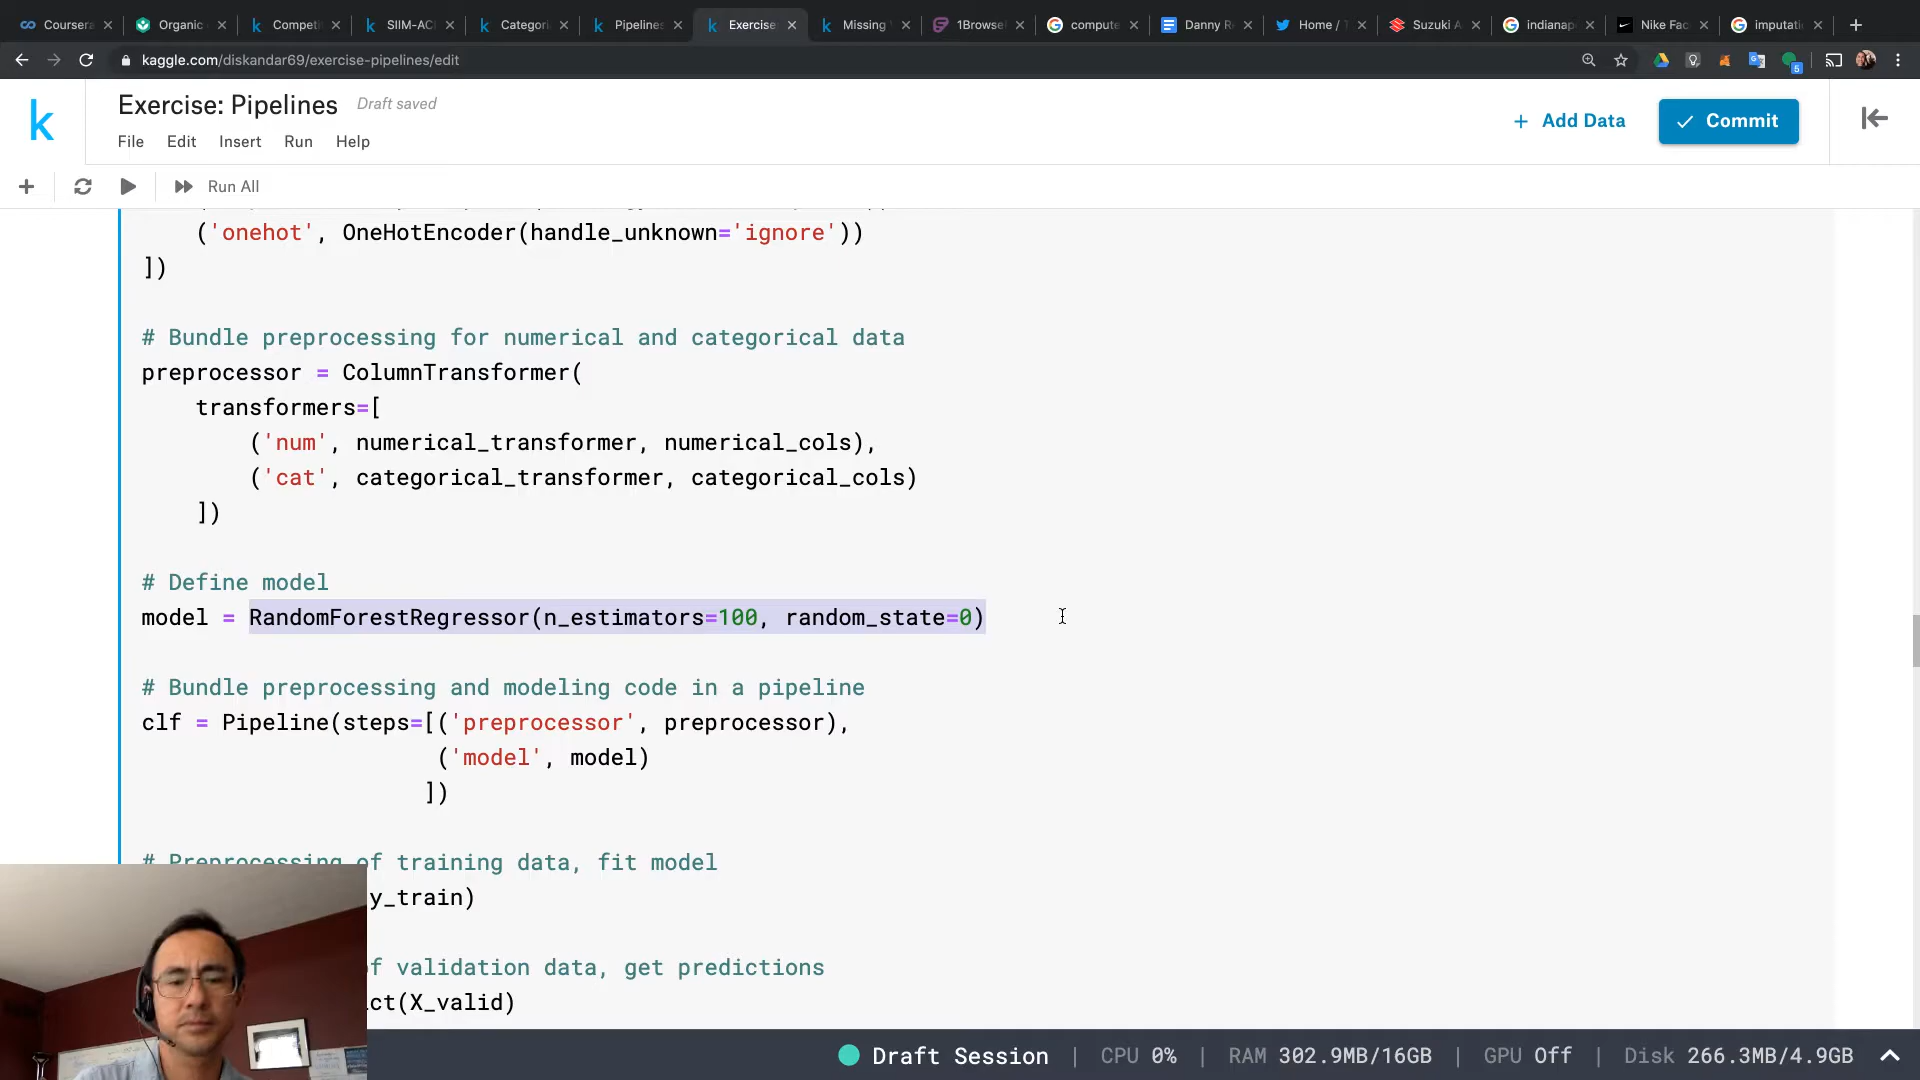 Coursera
Organic
Competi
SIIM-AC
Categori
Pipelines
Exercise
Missing
1Browse
compute
Danny R
Home / T
Suzuki A
indianap
Nike Fac
imputati
kaggle.com/diskandar69/exercise-pipelines/edit
6
k
Exercise: Pipelines Draft saved
+ Add Data
Commit
File Edit Insert Run Help
Run All
('onehot', OneHotEncoder(handle_unknown='ignore'))
])
# Bundle preprocessing for numerical and categorical data
preprocessor = ColumnTransformer(
transformers=[
('num', numerical_transformer, numerical_cols),
('cat', categorical_transformer, categorical_cols)
])
# Define model
model = RandomForestRegressor(n_estimators=100, random_state=0)
# Bundle preprocessing and modeling code in a pipeline
clf = Pipeline(steps=[('preprocessor', preprocessor),
('model', model)
])
# Preprocessing of training data, fit model
y_train)
f validation data, get predictions
ct(X_valid)
Draft Session | CPU 0% | RAM 302.9MB/16GB | GPU Off | Disk 266.3MB/4.9GB